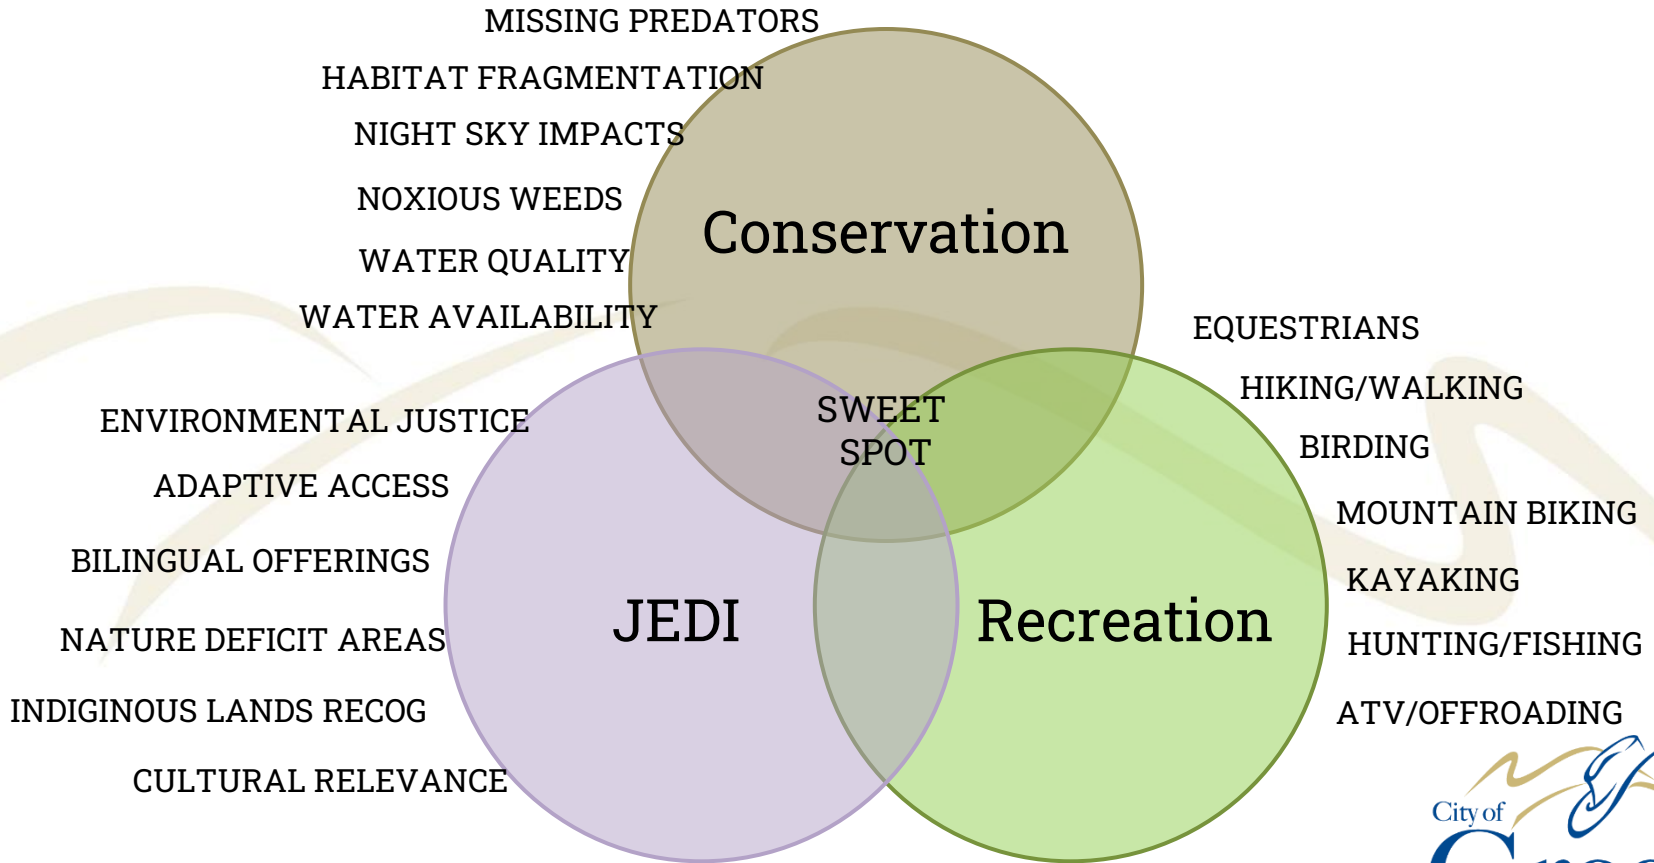 MISSING PREDATORS
HABITAT FRAGMENTATION
NIGHT SKY IMPACTS
NOXIOUS WEEDS
WATER QUALITY
WATER AVAILABILITY
Conservation
EQUESTRIANS
HIKING/WALKING
BIRDING
MOUNTAIN BIKING
KAYAKING
HUNTING/FISHING
ATV/OFFROADING
SWEET
SPOT
ENVIRONMENTAL JUSTICE
ADAPTIVE ACCESS
BILINGUAL OFFERINGS
NATURE DEFICIT AREAS
INDIGINOUS LANDS RECOG
CULTURAL RELEVANCE
JEDI
Recreation
City of